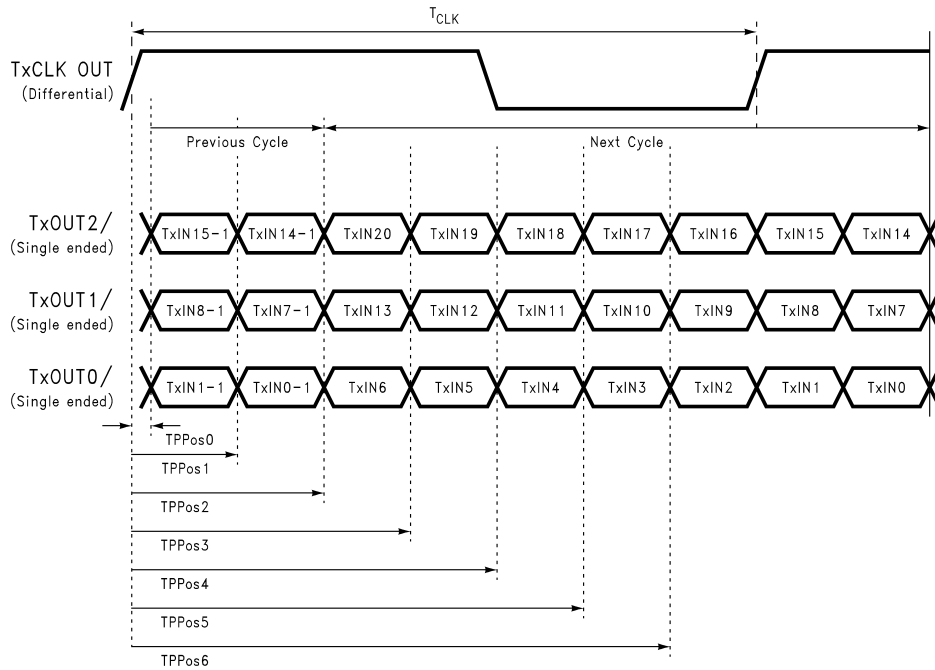 TCLK
TxCLK OUT
(Differential)
Previous Cycle Next Cycle
TxOUT2/
(Single ended)
TxIN15-1 TxIN14-1 TxIN20 TxIN19 TxIN18 TxIN17 TxIN16 TxIN15 TxIN14
TxOUT1/
(Single ended)
TxIN8-1 TxIN7-1 TxIN13 TxIN12 TxIN11 TxIN10 TxIN9 TxIN8 TxIN7
TxOUT0/
(Single ended)
TxIN1-1 TxIN0-1 TxIN6 TxIN5 TxIN4 TxIN3 TxIN2 TxIN1 TxIN0
TPPos0
TPPos1
TPPos2
TPPos3
TPPos4
TPPos5
TPPos6